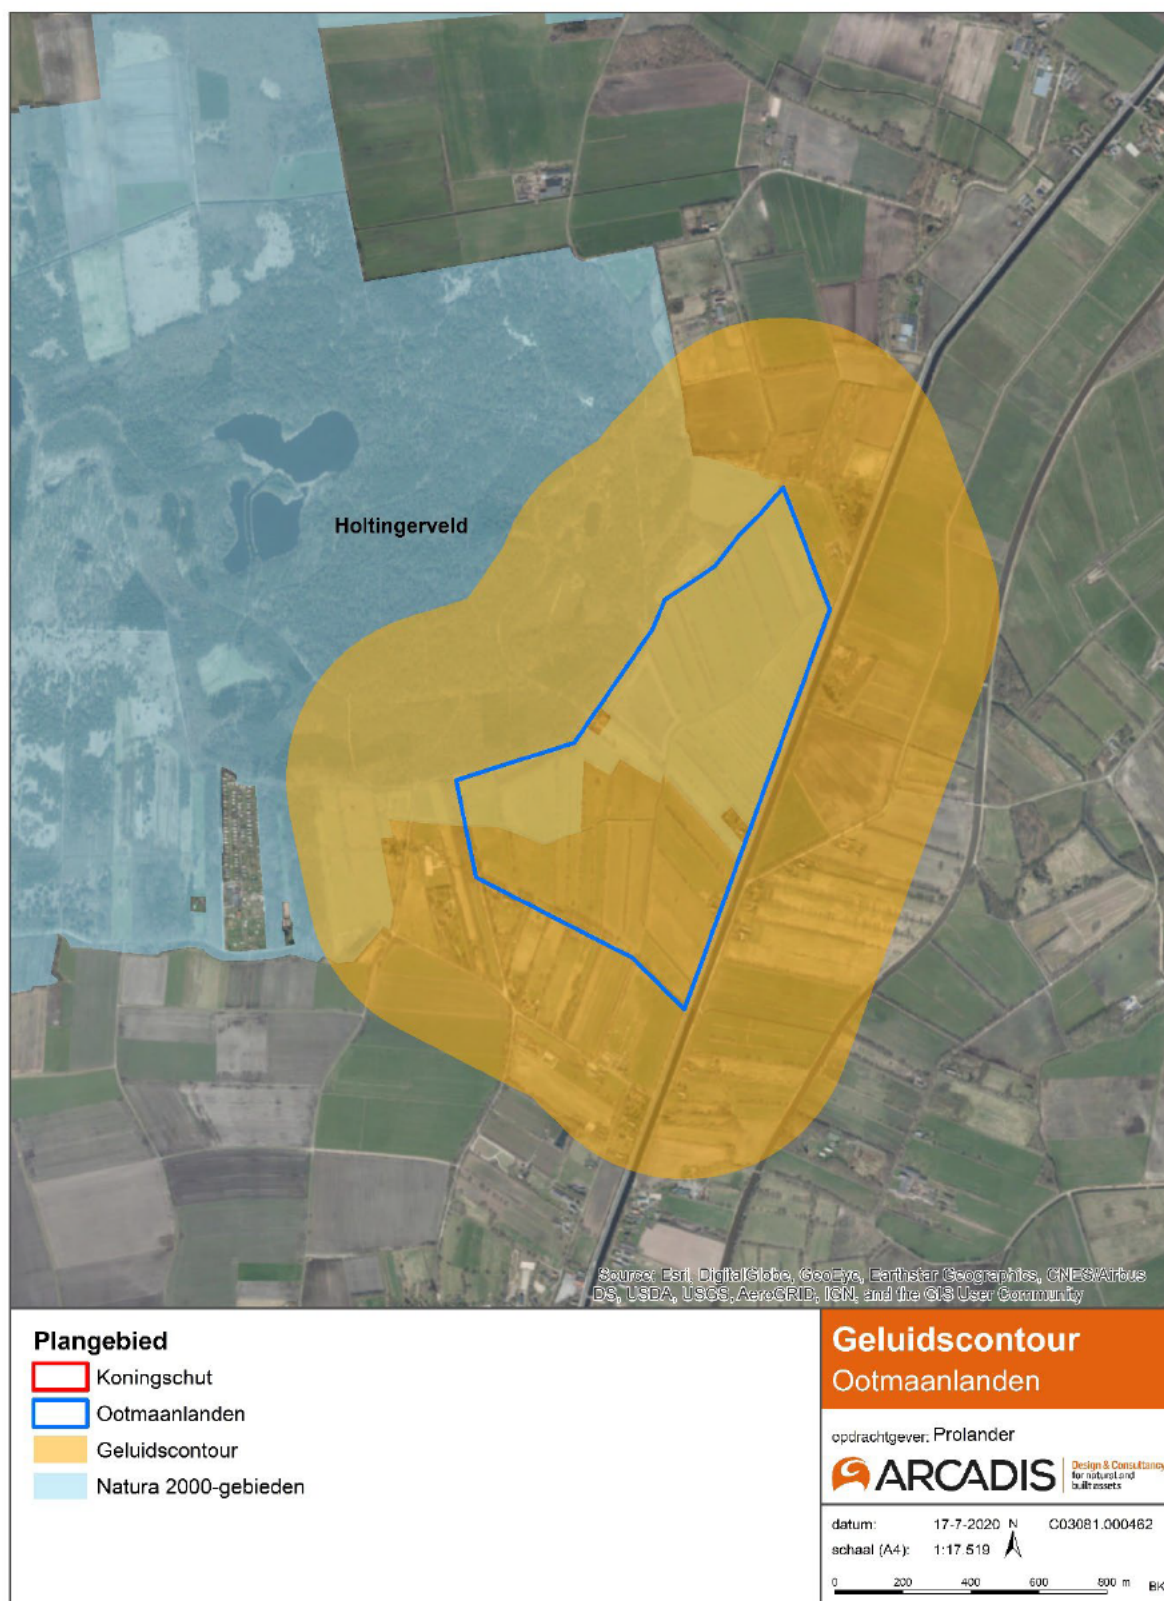 Holtingerveld
Source: Esri, DigitalGlobe, GeoEye, Earthstar Geographics, CNES/Airbus
DS, USDA, USGS, AeroGRID, IGN, and the GIS User Community
Plangebied
Koningschut
Ootmaanlanden
Geluidscontour
Natura 2000-gebieden
Geluidscontour
Ootmaanlanden
opdrachtgever: Prolander
ARCADIS
Design & Consultancy
for natural and
built assets
datum: 17-7-2020 N C03081.000462
schaal (A4): 1:17.519
0 200 400 600 800 m BK